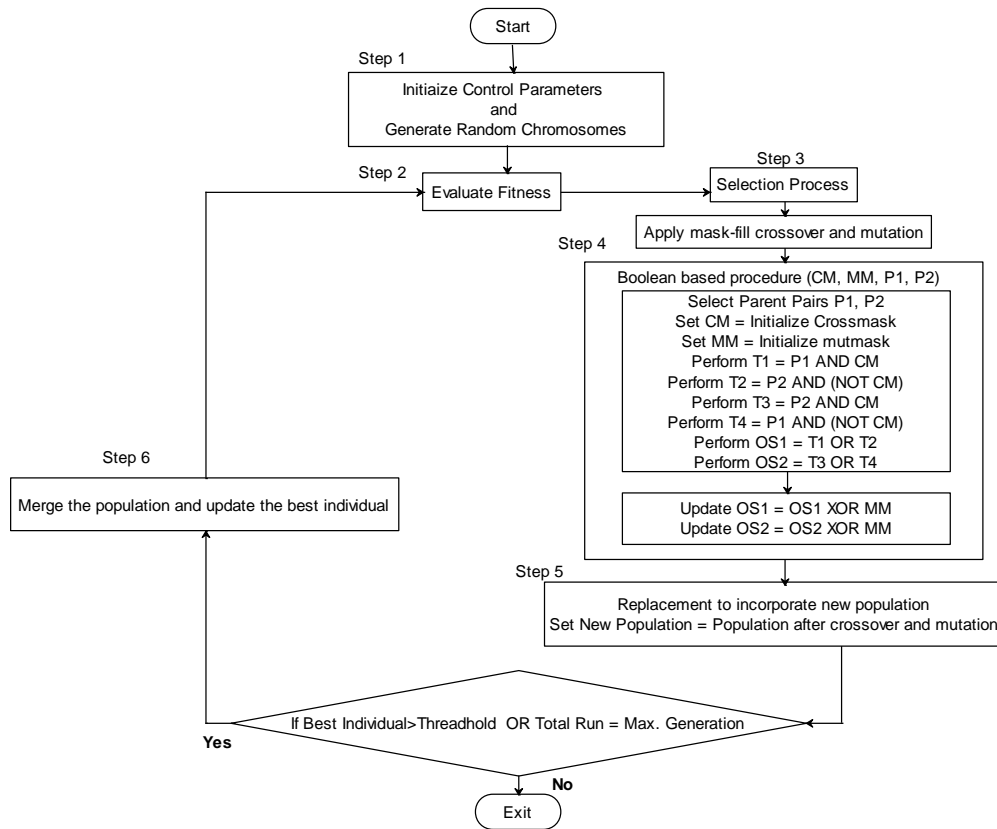 Start
Step 1
Initiaize Control Parameters
and
Generate Random Chromosomes
Step 2
Evaluate Fitness
Step 3
Selection Process
Apply mask-fill crossover and mutation
Step 4
Boolean based procedure (CM, MM, P1, P2)
Select Parent Pairs P1, P2
Set CM = Initialize Crossmask
Set MM = Initialize mutmask
Perform T1 = P1 AND CM
Perform T2 = P2 AND (NOT CM)
Perform T3 = P2 AND CM
Perform T4 = P1 AND (NOT CM)
Perform OS1 = T1 OR T2
Perform OS2 = T3 OR T4
Update OS1 = OS1 XOR MM
Update OS2 = OS2 XOR MM
Step 5
Replacement to incorporate new population
Set New Population = Population after crossover and mutation
If Best Individual>Threadhold OR Total Run = Max. Generation
Yes
No
Exit
Step 6
Merge the population and update the best individual